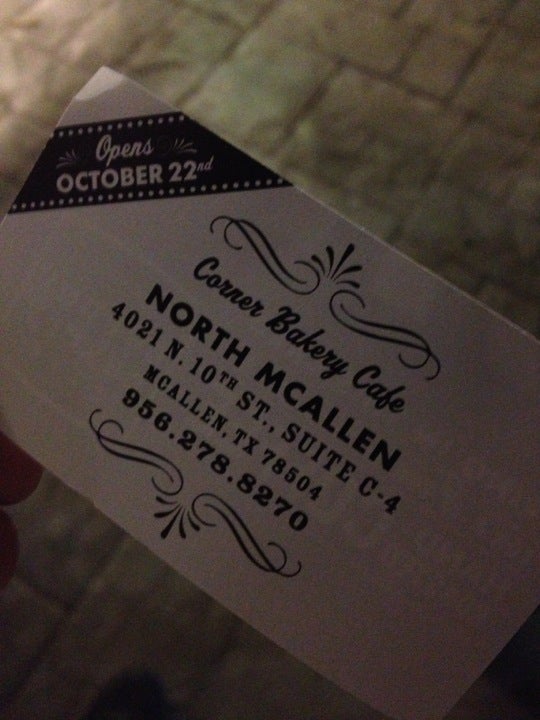 Opens
OCTOBER 22nd
Corner Bakery Cafe
NORTH MCALLEN
4021 N. 10TH ST., SUITE C-4
MCALLEN, TX 78504
956.278.8270